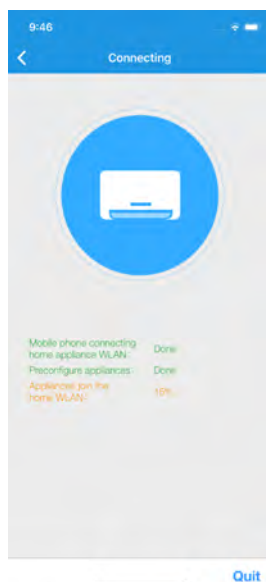 9:46
Connecting
Mobile phone connecting
home appliance WLAN
Done
Preconfigure appliances
Done
Appliances join the
home WLAN
Quit